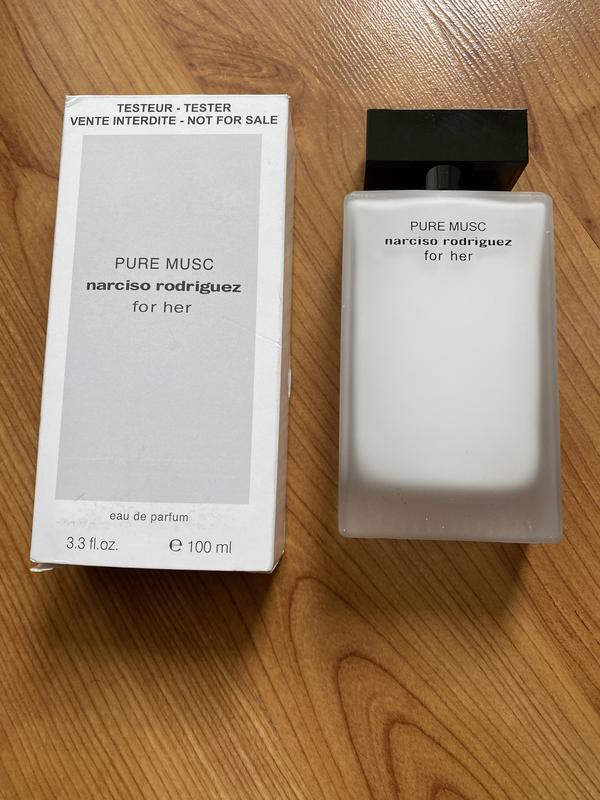 TESTEUR - TESTER
VENTE INTERDITE - NOT FOR SALE
PURE MUSC
narciso rodriguez
for her
eau de parfum
3.3 fl.oz. ℮ 100 ml
PURE MUSC
narciso rodriguez
for her